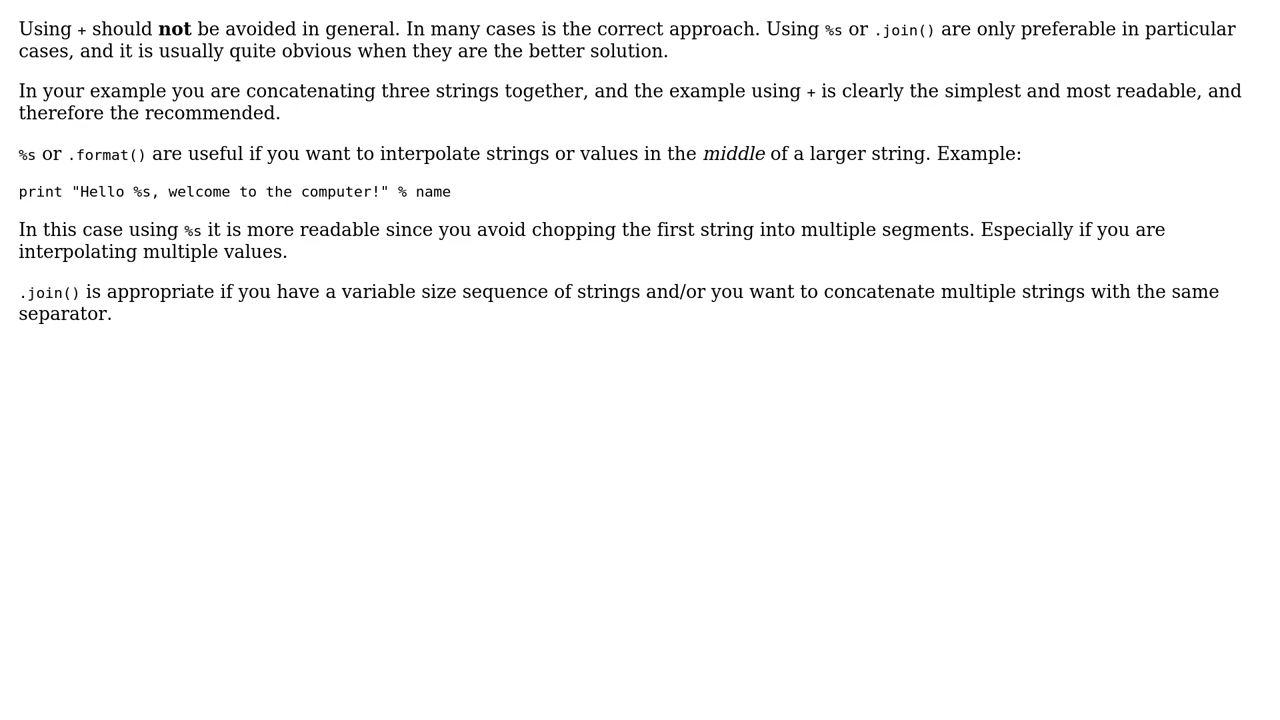 Using + should not be avoided in general. In many cases is the correct approach. Using %s or .join() are only preferable in particular
cases, and it is usually quite obvious when they are the better solution.
In your example you are concatenating three strings together, and the example using + is clearly the simplest and most readable, and
therefore the recommended.
%s or .format() are useful if you want to interpolate strings or values in the middle of a larger string. Example:
print "Hello %s, welcome to the computer!" % name
In this case using %s it is more readable since you avoid chopping the first string into multiple segments. Especially if you are
interpolating multiple values.
.join() is appropriate if you have a variable size sequence of strings and/or you want to concatenate multiple strings with the same
separator.